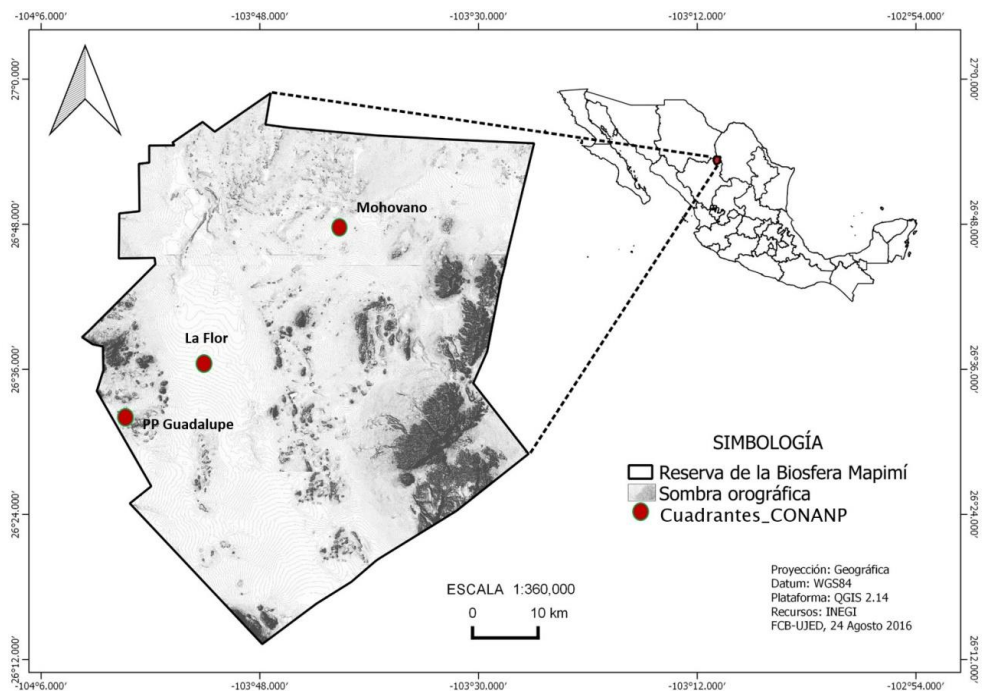 -104°6.000'
-103°48.000'
-103°30.000'
-103°12.000'
-102°54.000'
27°0.000'
27°0.000'
Mohovano
26°48.000'
26°48.000'
La Flor
26°36.000'
26°36.000'
PP Guadalupe
SIMBOLOGÍA
Reserva de la Biosfera Mapimí
Sombra orográfica
Cuadrantes_CONANP
26°24.000'
26°24.000'
ESCALA 1:360,000
0 10 km
Proyección: Geográfica
Datum: WGS84
Plataforma: QGIS 2.14
Recursos: INEGI
FCB-UJED, 24 Agosto 2016
26°12.000'
26°12.000'
-104°6.000'
-103°48.000'
-103°30.000'
-103°12.000'
-102°54.000'